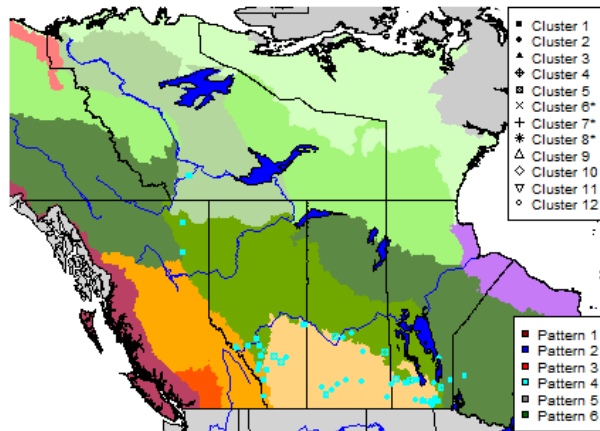 Cluster 1
Cluster 2
Cluster 3
Cluster 4
Cluster 5
Cluster 6*
Cluster 7*
Cluster 8*
Cluster 9
Cluster 10
Cluster 11
Cluster 12
Pattern 1
Pattern 2
Pattern 3
Pattern 4
Pattern 5
Pattern 6